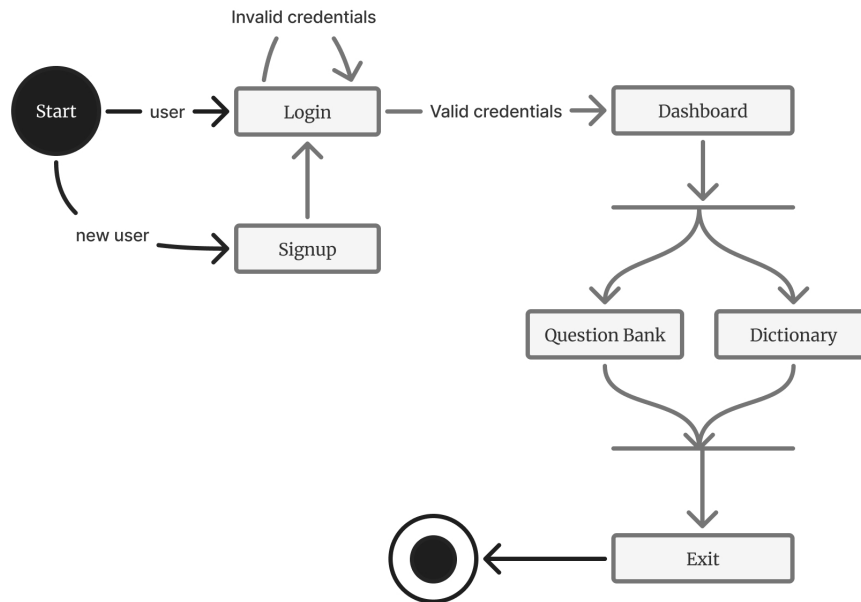 Invalid credentials
Start
user
Login
Valid credentials
Dashboard
new user
Signup
Question Bank
Dictionary
Exit